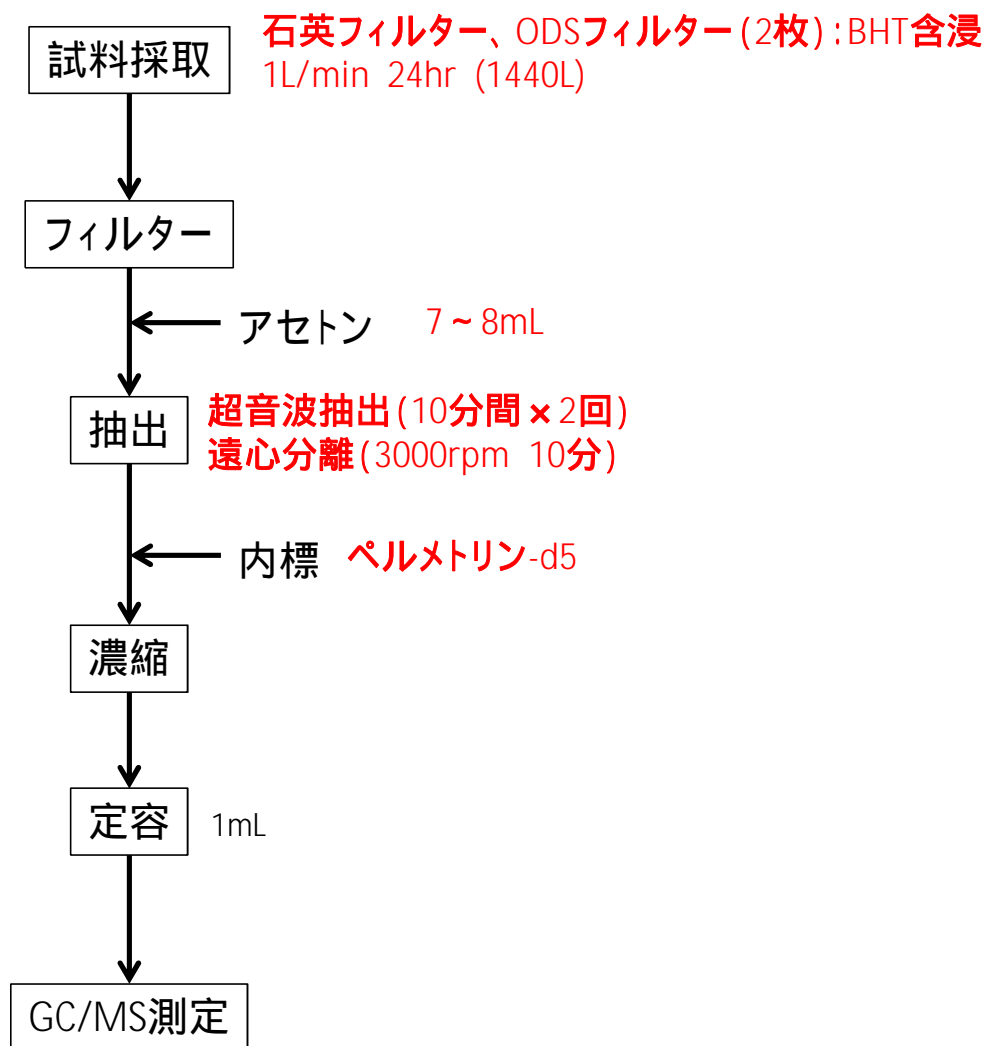 試料採取
石英フィルター、ODSフィルター(2枚):BHT含浸
1L/min 24hr (1440L)
フィルター
アセトン 7~8mL
抽出
超音波抽出(10分間×2回)
遠心分離(3000rpm 10分)
内標 ペルメトリン-d5
濃縮
定容 1mL
GC/MS測定